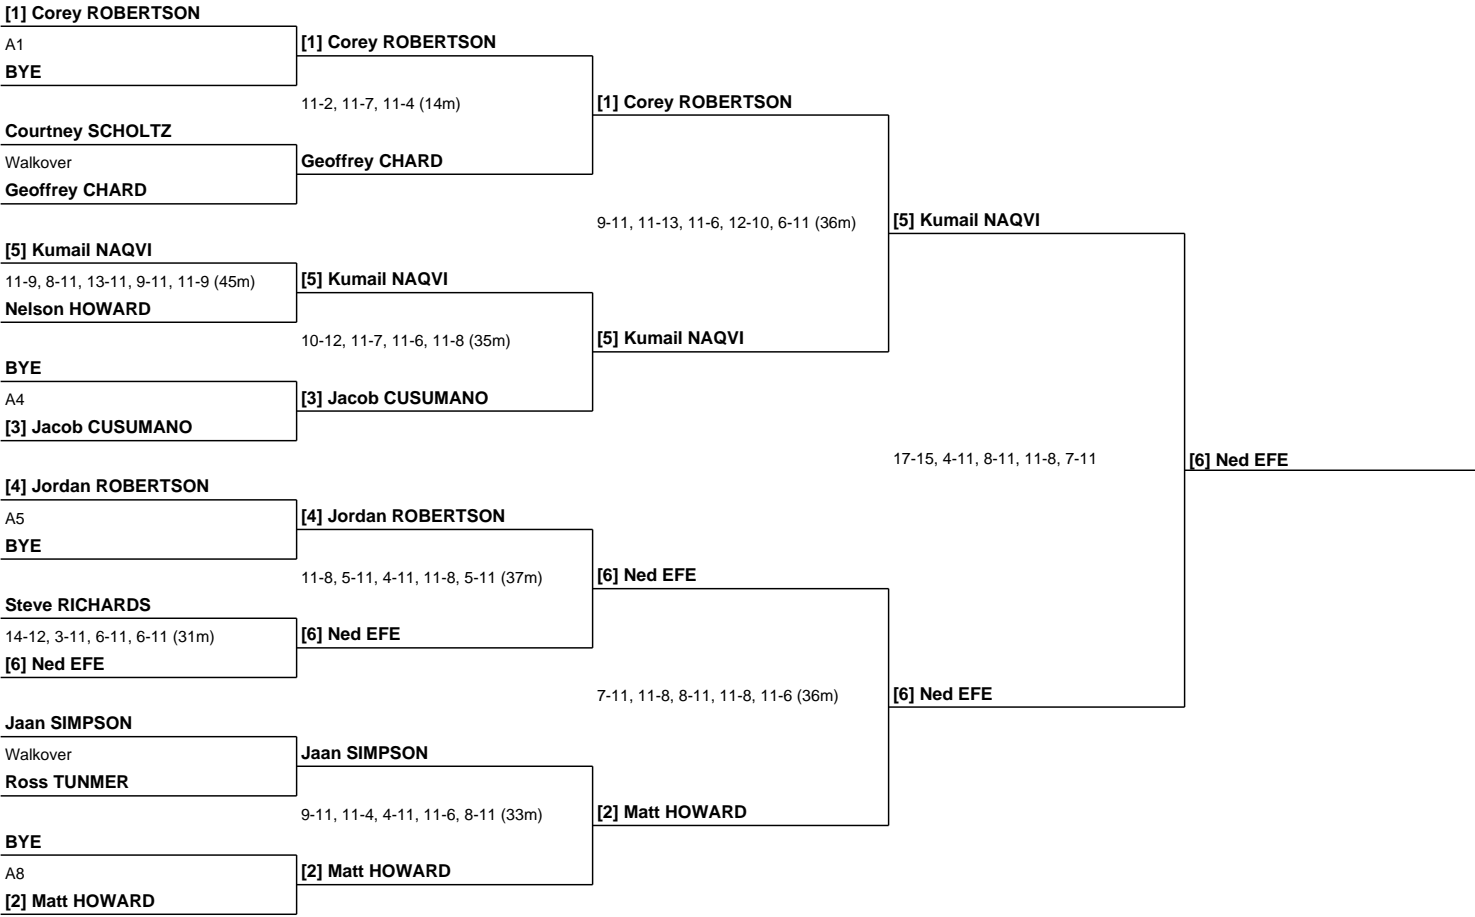 [1] Corey ROBERTSON
A1
BYE
Courtney SCHOLTZ
Walkover
Geoffrey CHARD
[5] Kumail NAQVI
11-9, 8-11, 13-11, 9-11, 11-9 (45m)
Nelson HOWARD
BYE
A4
[3] Jacob CUSUMANO
[4] Jordan ROBERTSON
A5
BYE
Steve RICHARDS
14-12, 3-11, 6-11, 6-11 (31m)
[6] Ned EFE
Jaan SIMPSON
Walkover
Ross TUNMER
BYE
A8
[2] Matt HOWARD
[1] Corey ROBERTSON
11-2, 11-7, 11-4 (14m)
Geoffrey CHARD
[5] Kumail NAQVI
10-12, 11-7, 11-6, 11-8 (35m)
[3] Jacob CUSUMANO
[4] Jordan ROBERTSON
11-8, 5-11, 4-11, 11-8, 5-11 (37m)
[6] Ned EFE
Jaan SIMPSON
9-11, 11-4, 4-11, 11-6, 8-11 (33m)
[2] Matt HOWARD
[1] Corey ROBERTSON
9-11, 11-13, 11-6, 12-10, 6-11 (36m)
[5] Kumail NAQVI
[6] Ned EFE
7-11, 11-8, 8-11, 11-8, 11-6 (36m)
[2] Matt HOWARD
[5] Kumail NAQVI
17-15, 4-11, 8-11, 11-8, 7-11
[6] Ned EFE
[6] Ned EFE